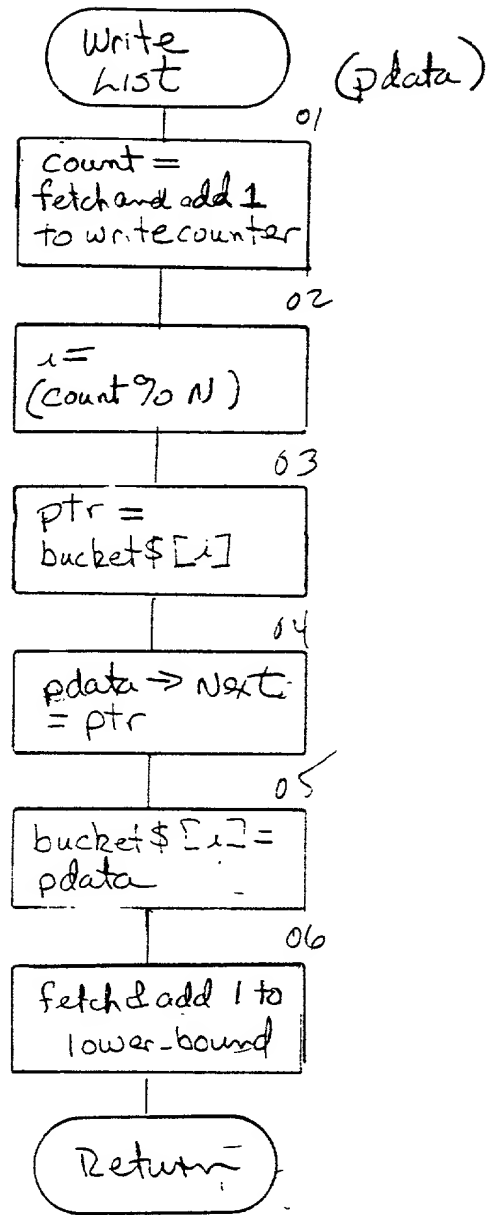 Write
List
(pdata)
01
count =
fetch and add 1
to writecounter
02
i =
(count % N)
03
ptr =
bucket$[i]
04
pdata → Next
= ptr
05
bucket$[i] =
pdata
06
fetch & add 1 to
lower_bound
Return